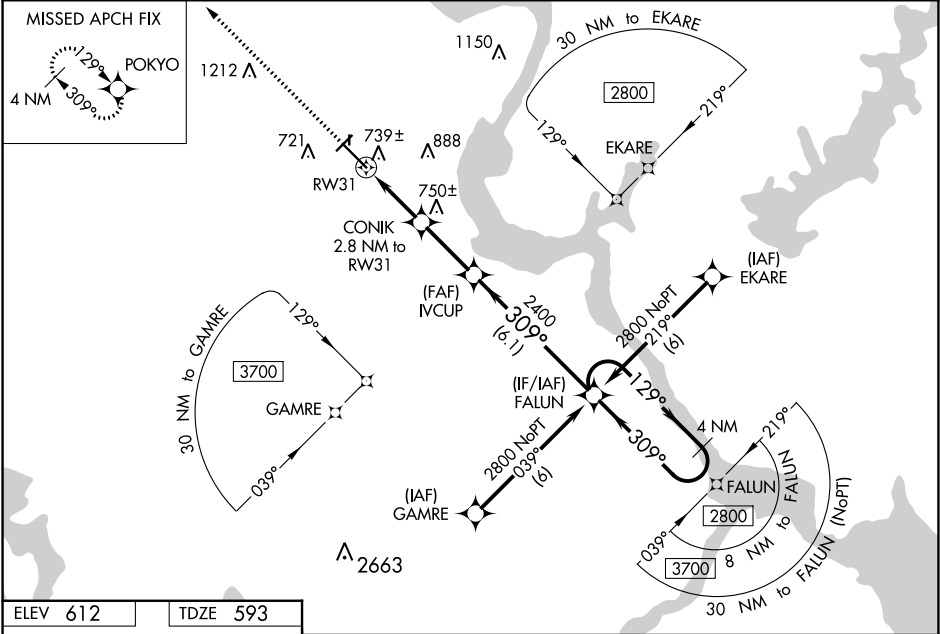 MISSED APCH FIX
129°
POKYO
4 NM
309°
1212
1150
30 NM to EKARE
2800
129°
219°
EKARE
721
739±
888
RW31
750±
CONIK
2.8 NM to
RW31
(FAF)
IVCUP
2400
309°
(6.1)
(IAF)
EKARE
2800 NoPT
219°
(6)
30 NM to GAMRE
129°
3700
GAMRE
039°
(IF/IAF)
FALUN
129°
309°
4 NM
2800 NoPT
039°
(6)
(IAF)
GAMRE
219°
FALUN
2800
039°
8 NM to FALUN
3700
30 NM to FALUN (NoPT)
2663
ELEV 612
TDZE 593